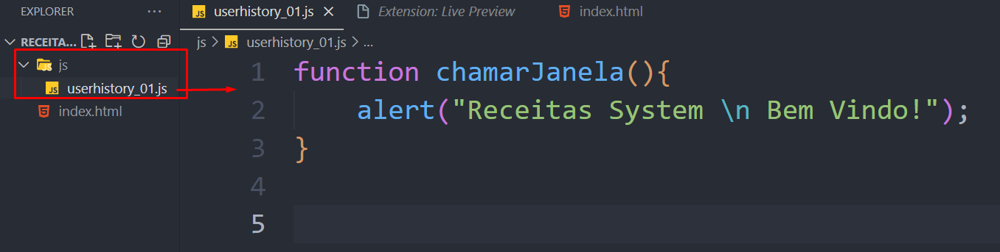 EXPLORER ...
userhistory_01.js
Extension: Live Preview
index.html
RECEITA...
js > userhistory_01.js > ...
js
userhistory_01.js
index.html
1 function chamarJanela(){
2 alert("Receitas System \n Bem Vindo!");
3 }
4
5